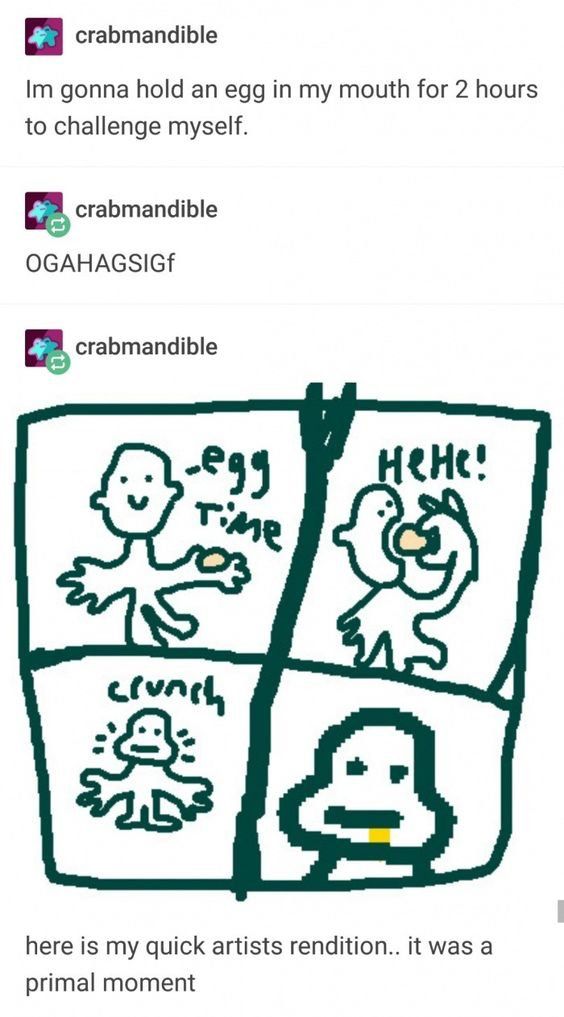 crabmandible
Im gonna hold an egg in my mouth for 2 hours
to challenge myself.
crabmandible
OGAHAGSIGf
crabmandible
egg
Time
HeHe!
crunch
here is my quick artists rendition.. it was a
primal moment